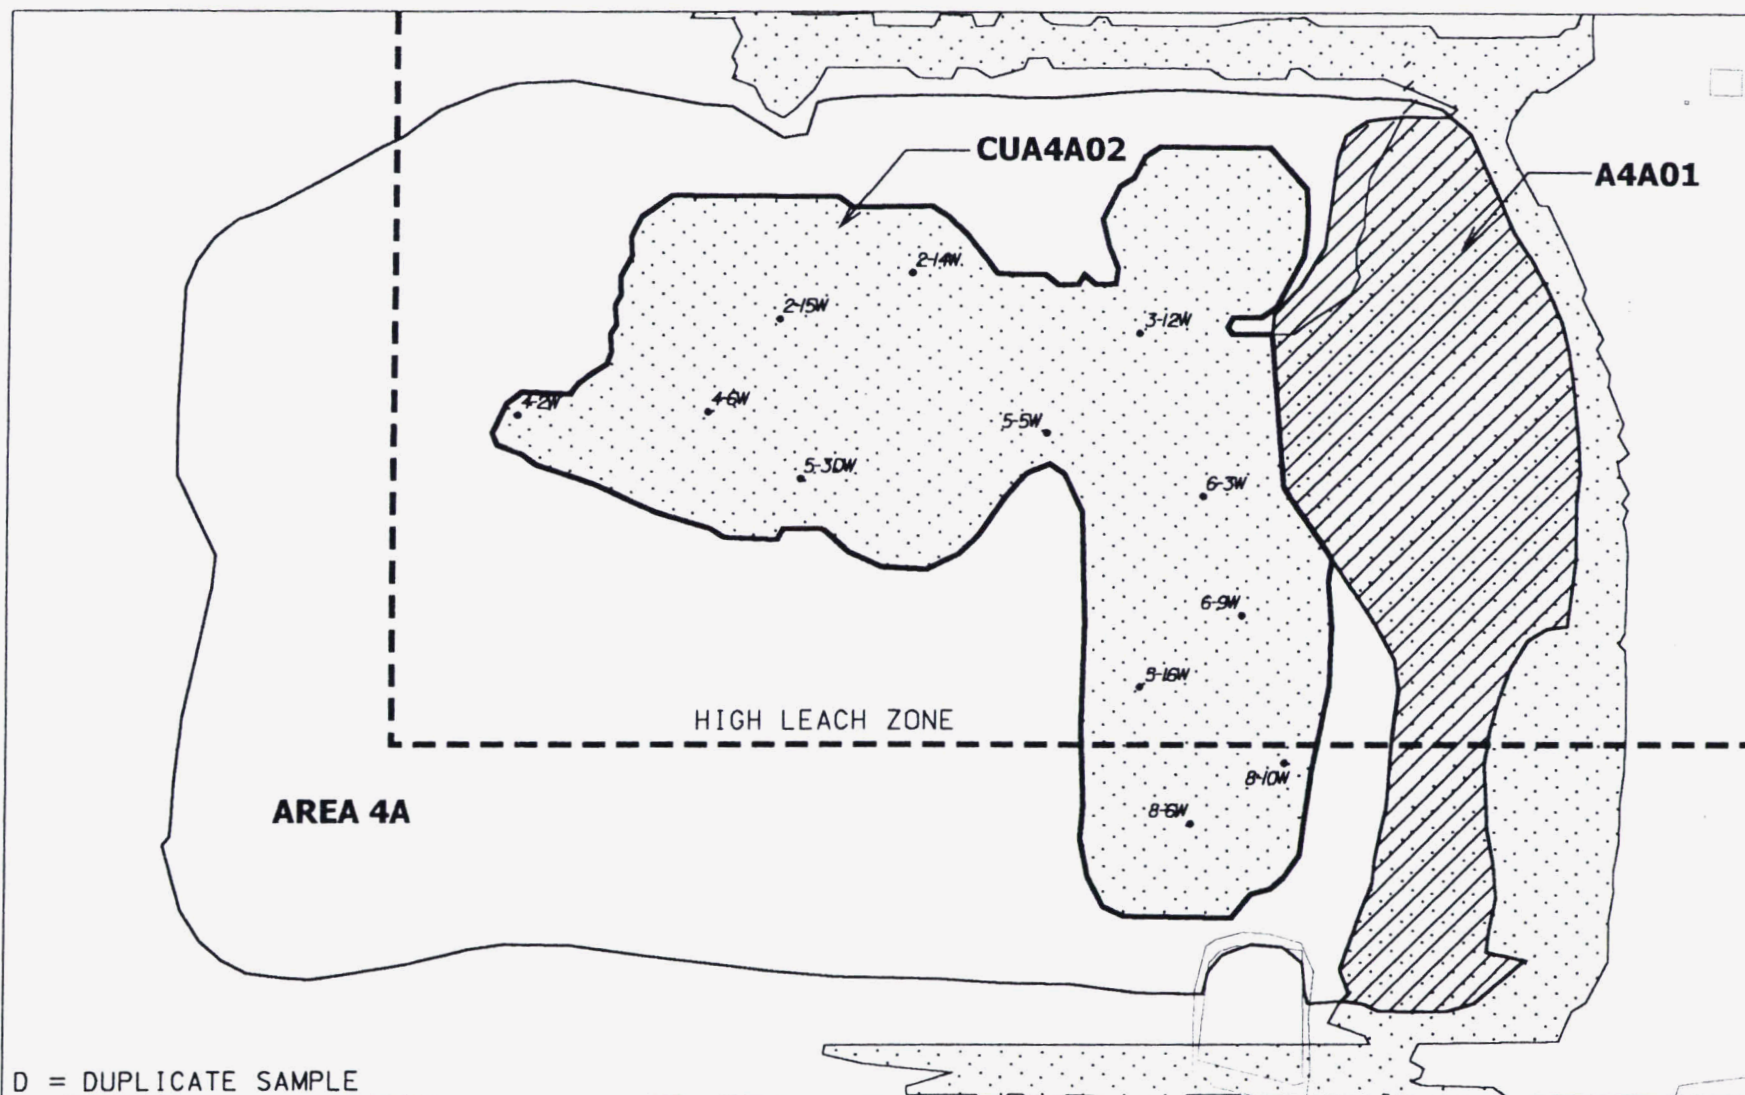 CUA4A02
A4A01
2-14W
2-15W
3-12W
4-2W
4-6W
5-5W
5-3DW
6-3W
6-9W
5-16W
HIGH LEACH ZONE
8-10W
AREA 4A
8-6W
D = DUPLICATE SAMPLE